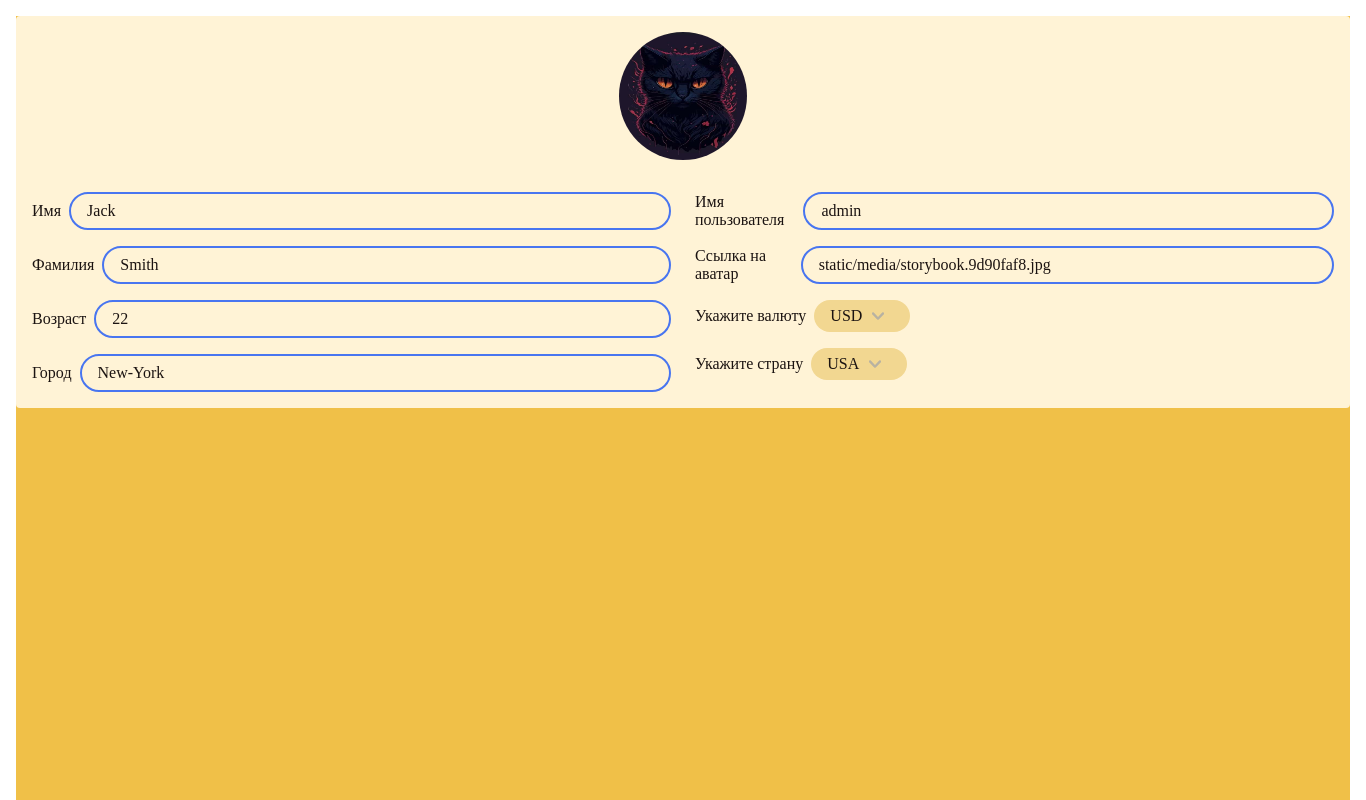 Имя
Jack
Фамилия
Smith
Возраст
22
Город
New-York
Имя
пользователя
admin
Ссылка на
аватар
static/media/storybook.9d90faf8.jpg
Укажите валюту
USD
Укажите страну
USA